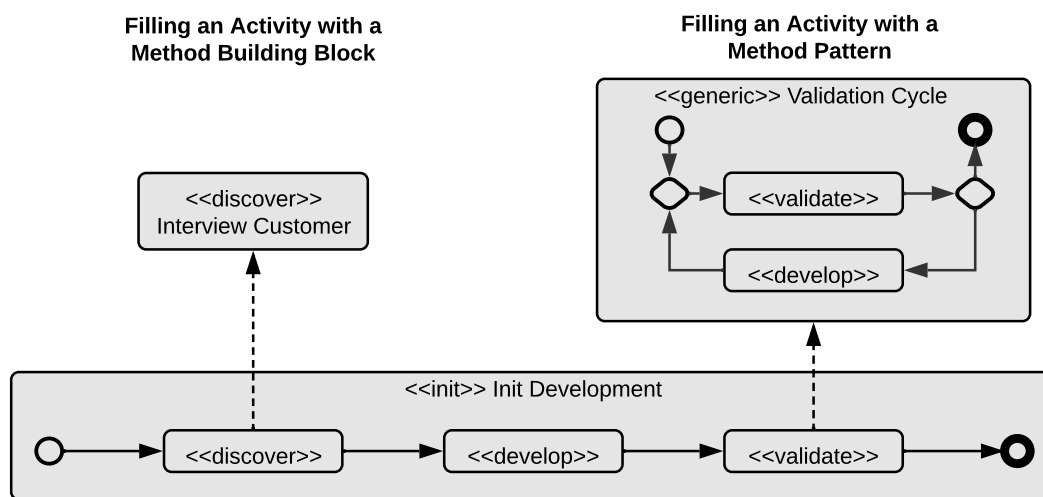 Filling an Activity with a
Method Building Block
Filling an Activity with a
Method Pattern
<<generic>> Validation Cycle
<<validate>>
<<develop>>
<<discover>>
Interview Customer
<<init>> Init Development
<<discover>>
<<develop>>
<<validate>>